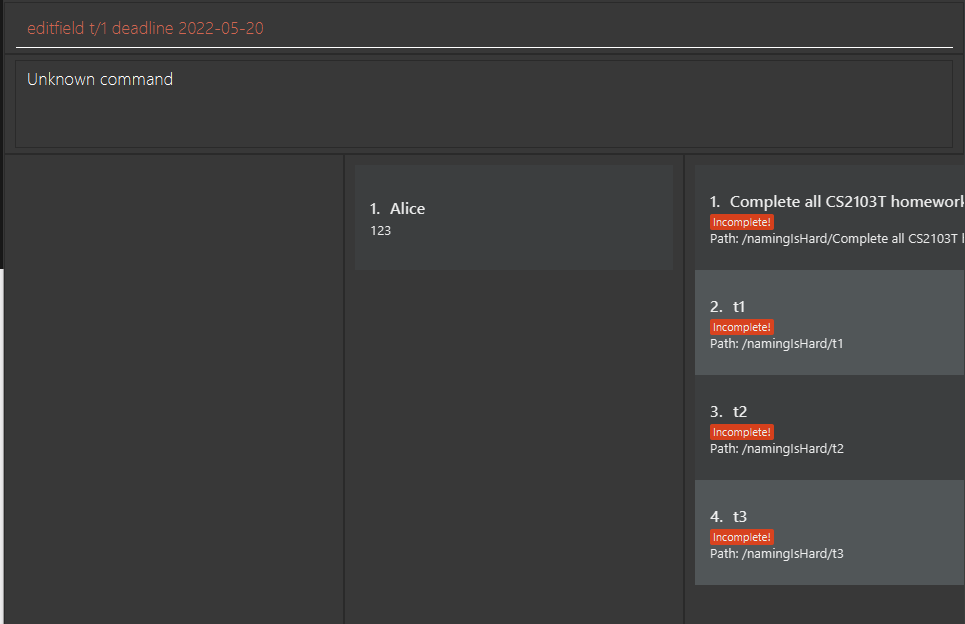 editfield t/1 deadline 2022-05-20
Unknown command
1. Alice
123
1. Complete all CS2103T homework
Incomplete!
Path: /namingIsHard/Complete all CS2103T
2. t1
Incomplete!
Path: /namingIsHard/t1
3. t2
Incomplete!
Path: /namingIsHard/t2
4. t3
Incomplete!
Path: /namingIsHard/t3